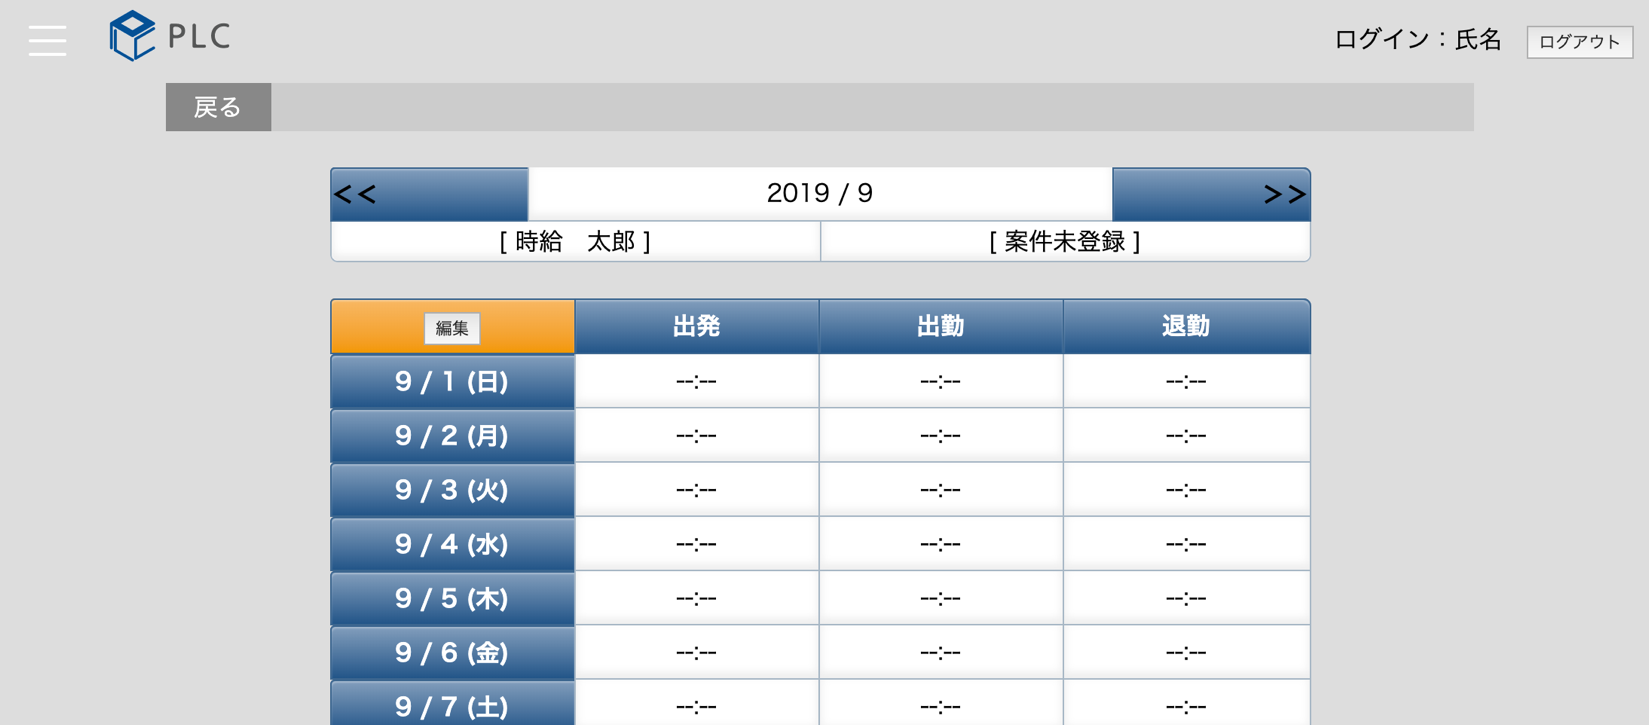 PLC
ログイン：氏名 ログアウト
戻る
<< 2019 / 9 >>
[ 時給　太郎 ] [ 案件未登録 ]
編集 出発 出勤 退勤
9 / 1 (日) --:-- --:-- --:--
9 / 2 (月) --:-- --:-- --:--
9 / 3 (火) --:-- --:-- --:--
9 / 4 (水) --:-- --:-- --:--
9 / 5 (木) --:-- --:-- --:--
9 / 6 (金) --:-- --:-- --:--
9 / 7 (土) --:-- --:-- --:--